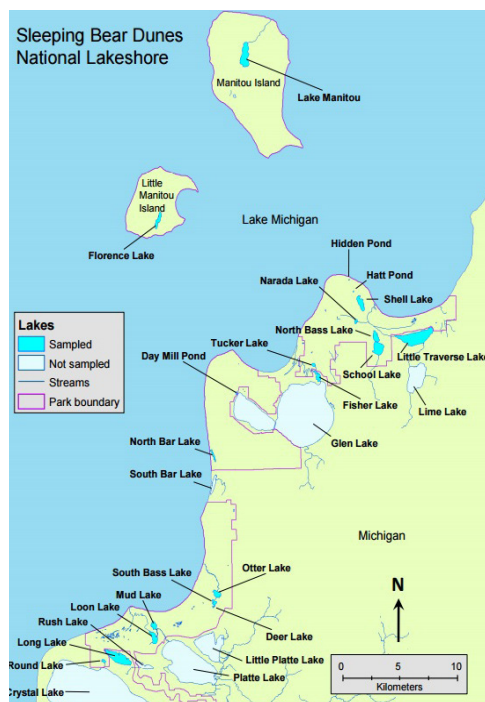 Sleeping Bear Dunes
National Lakeshore
Manitou Island
Lake Manitou
Little
Manitou
Island
Florence Lake
Lake Michigan
Hidden Pond
Hatt Pond
Narada Lake
Shell Lake
North Bass Lake
Lakes
Sampled
Not sampled
Streams
Park boundary
Tucker Lake
Day Mill Pond
Little Traverse Lake
School Lake
Fisher Lake
Lime Lake
Glen Lake
North Bar Lake
South Bar Lake
Michigan
South Bass Lake
Otter Lake
Mud Lake
Loon Lake
Rush Lake
Deer Lake
Long Lake
Little Platte Lake
Round Lake
Platte Lake
Crystal Lake
N
0 5 10
Kilometers